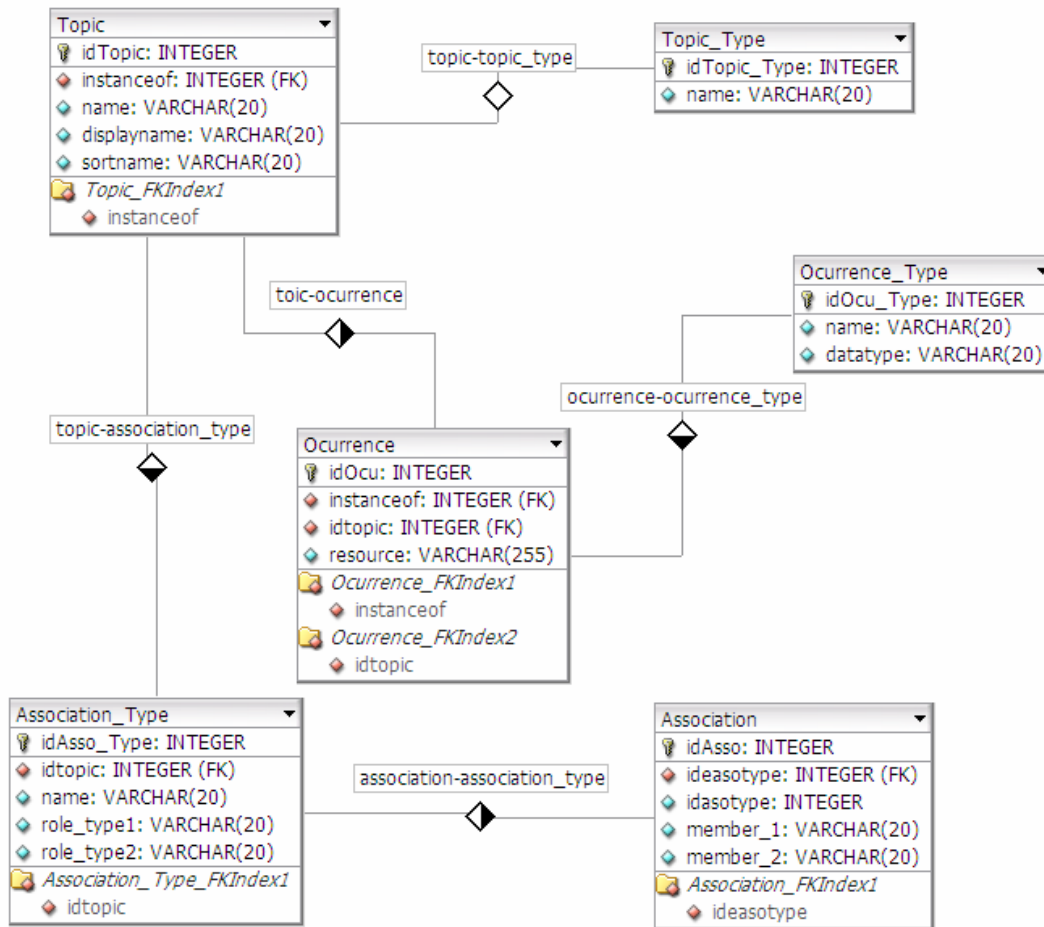 Topic
idTopic: INTEGER
instanceof: INTEGER (FK)
name: VARCHAR(20)
displayname: VARCHAR(20)
sortname: VARCHAR(20)
Topic_FKIndex1
instanceof
topic-topic_type
Topic_Type
idTopic_Type: INTEGER
name: VARCHAR(20)
toic-ocurrence
Ocurrence_Type
idOcu_Type: INTEGER
name: VARCHAR(20)
datatype: VARCHAR(20)
ocurrence-ocurrence_type
topic-association_type
Ocurrence
idOcu: INTEGER
instanceof: INTEGER (FK)
idtopic: INTEGER (FK)
resource: VARCHAR(255)
Ocurrence_FKIndex1
instanceof
Ocurrence_FKIndex2
idtopic
Association_Type
idAsso_Type: INTEGER
idtopic: INTEGER (FK)
name: VARCHAR(20)
role_type1: VARCHAR(20)
role_type2: VARCHAR(20)
Association_Type_FKIndex1
idtopic
association-association_type
Association
idAsso: INTEGER
ideasotype: INTEGER (FK)
idasotype: INTEGER
member_1: VARCHAR(20)
member_2: VARCHAR(20)
Association_FKIndex1
ideasotype